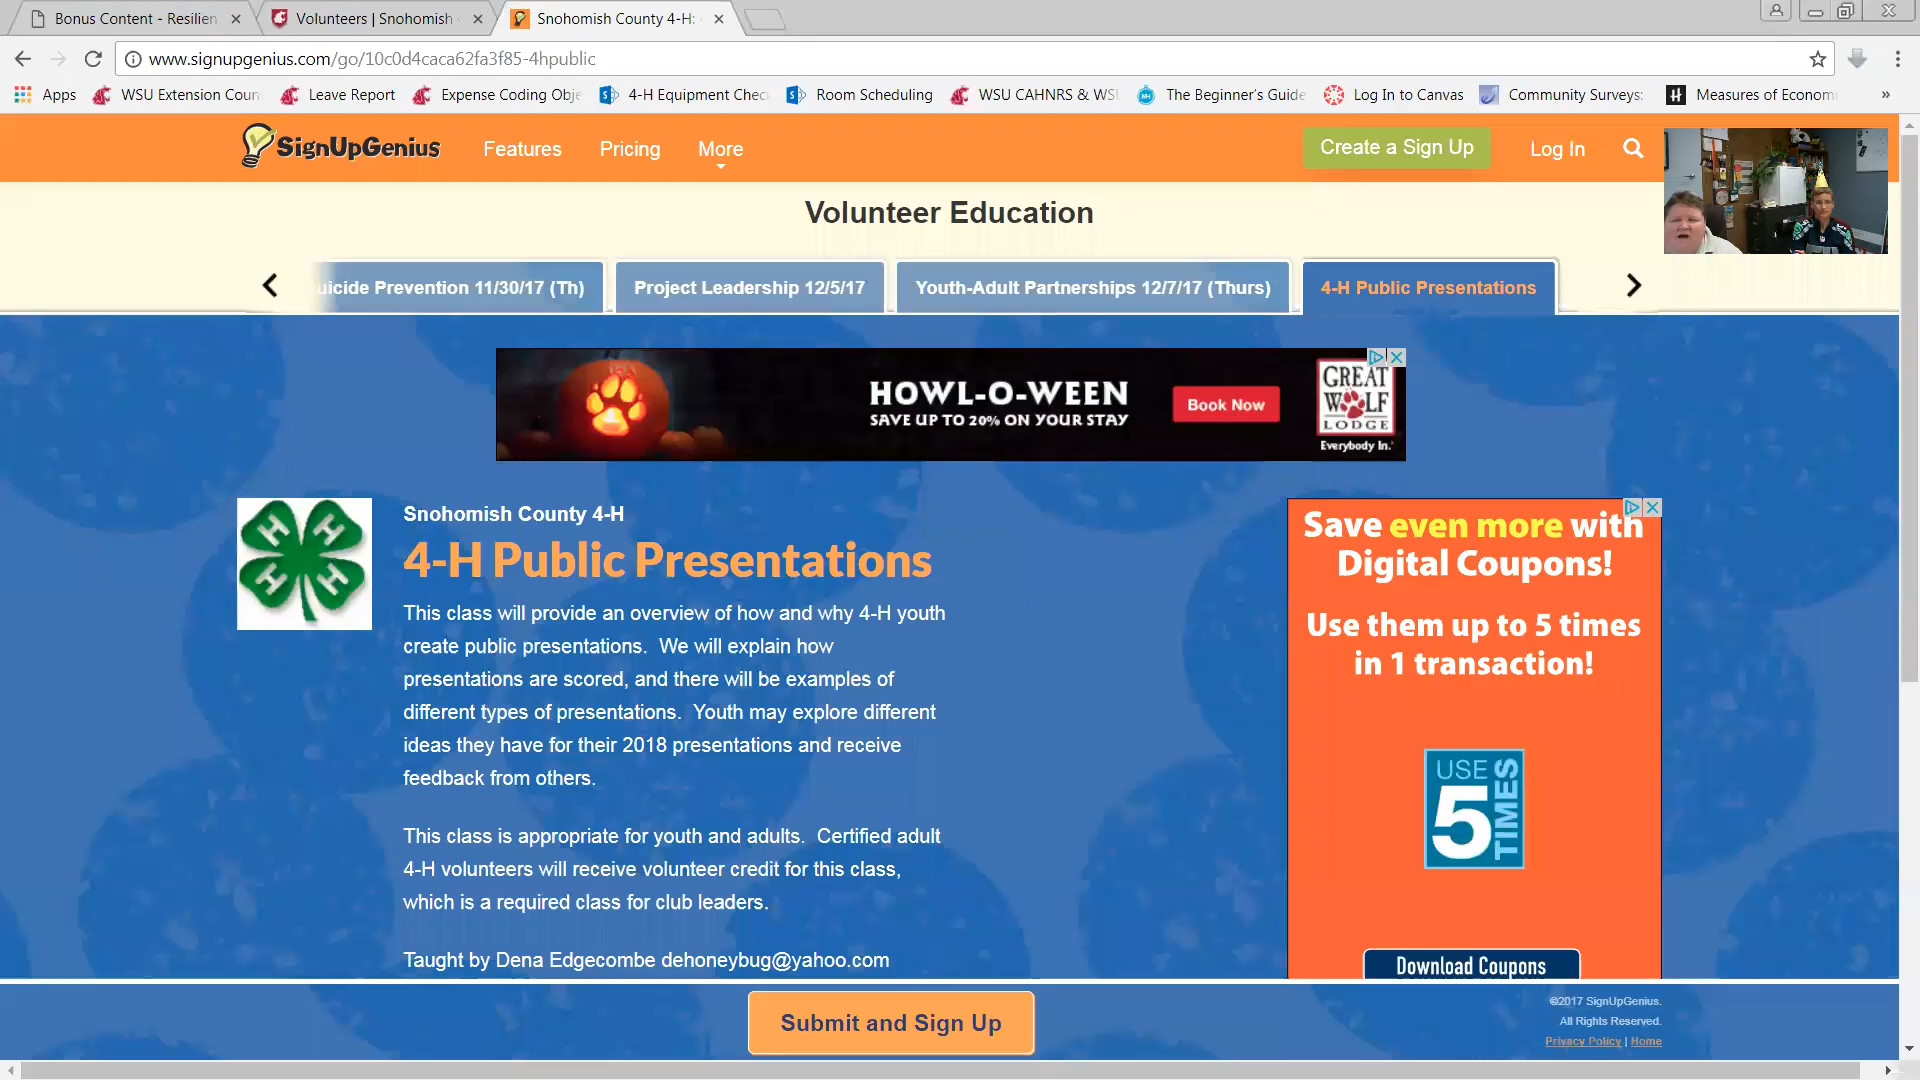 Bonus Content - Resilien
Volunteers | Snohomish
Snohomish County 4-H:
www.signupgenius.com/go/10c0d4caca62fa3f85-4hpublic
Apps
WSU Extension Coun
Leave Report
Expense Coding Obje
4-H Equipment Chec
Room Scheduling
WSU CAHNRS & WSU
The Beginner's Guide
Log In to Canvas
Community Surveys:
Measures of Econom
»
SignUpGenius
Features
Pricing
More
Create a Sign Up
Log In
Volunteer Education
uicide Prevention 11/30/17 (Th)
Project Leadership 12/5/17
Youth-Adult Partnerships 12/7/17 (Thurs)
4-H Public Presentations
HOWL-O-WEEN
SAVE UP TO 20% ON YOUR STAY
Book Now
GREAT
WOLF
LODGE
Everybody In.
H H
H H
Snohomish County 4-H
4-H Public Presentations
This class will provide an overview of how and why 4-H youth
create public presentations. We will explain how
presentations are scored, and there will be examples of
different types of presentations. Youth may explore different
ideas they have for their 2018 presentations and receive
feedback from others.
This class is appropriate for youth and adults. Certified adult
4-H volunteers will receive volunteer credit for this class,
which is a required class for club leaders.
Taught by Dena Edgecombe dehoneybug@yahoo.com
Save even more with
Digital Coupons!
Use them up to 5 times
in 1 transaction!
USE
5
TIMES
Download Coupons
Submit and Sign Up
©2017 SignUpGenius.
All Rights Reserved.
Privacy Policy | Home